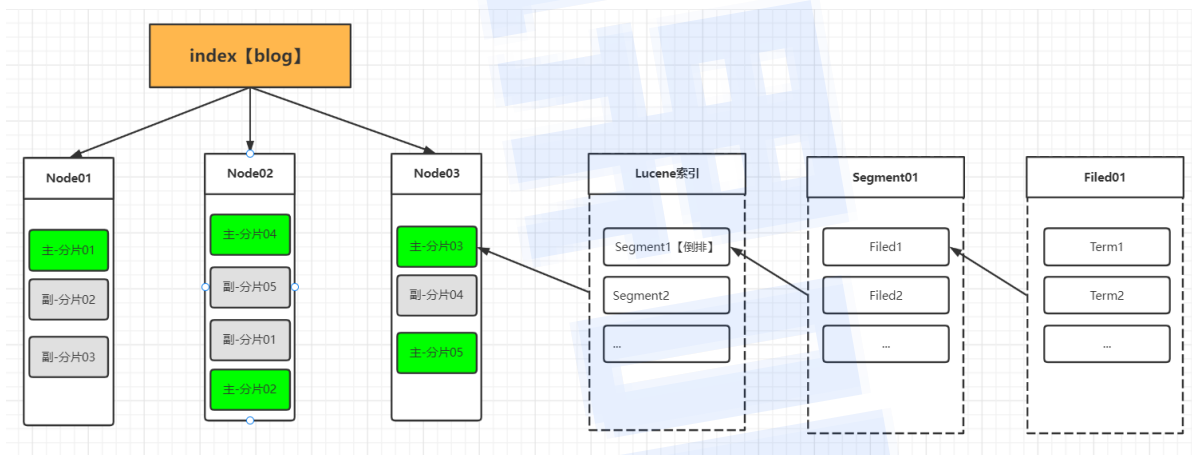 index【blog】
Node01
主-分片01
副-分片02
副-分片03
Node02
主-分片04
副-分片05
副-分片01
主-分片02
Node03
主-分片03
副-分片04
主-分片05
Lucene索引
Segment1【倒排】
Segment2
...
Segment01
Filed1
Filed2
...
Filed01
Term1
Term2
...